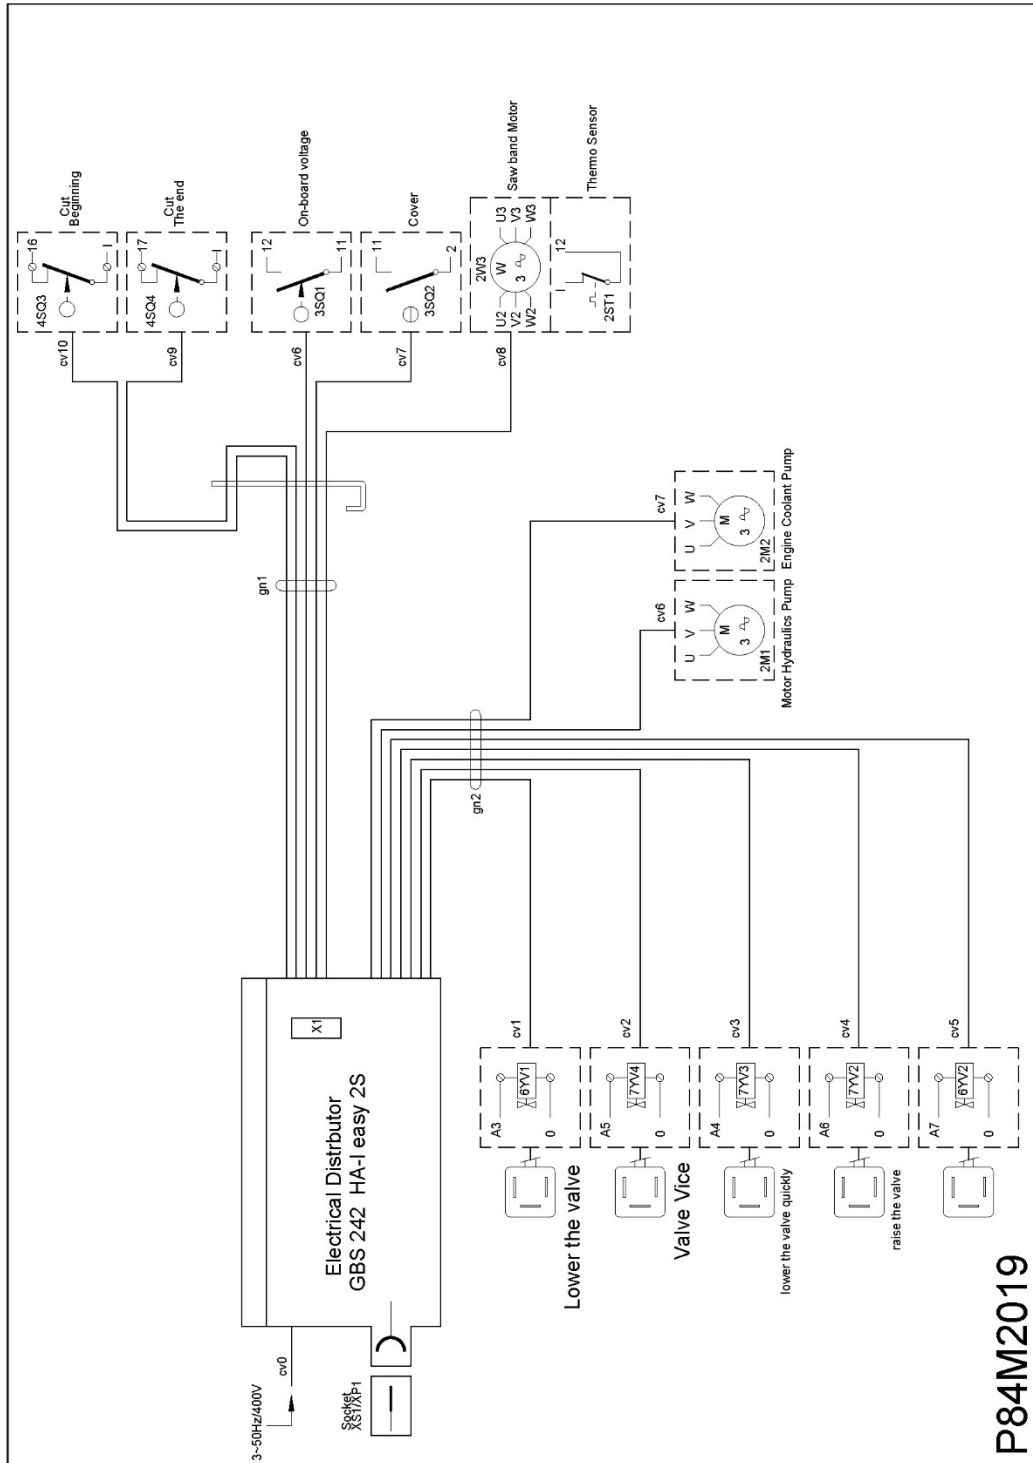 Cut
Beginning
16
I
4SQ3
cv10
Cut
The end
17
I
4SQ4
cv9
On-board voltage
12
11
3SQ1
cv6
Cover
11
2
3SQ2
cv7
Saw band Motor
2W3
U3
V3
W3
W
3
U2
V2
W2
cv8
Thermo Sensor
12
I
2ST1
gn1
cv7
W
V
U
M
3
2M2
Engine Coolant Pump
cv6
W
V
U
M
3
2M1
Motor Hydraulics Pump
gn2
X1
Electrical Distrbutor
GBS 242 HA-I easy 2S
cv0
3~50Hz/400V
Socket
XS1/XP1
cv1
6YV1
A3
0
Lower the valve
cv2
7YV4
A5
0
Valve Vice
cv3
7YV3
A4
0
lower the valve quickly
cv4
7YV2
A6
0
raise the valve
cv5
6YV2
A7
0
P84M2019